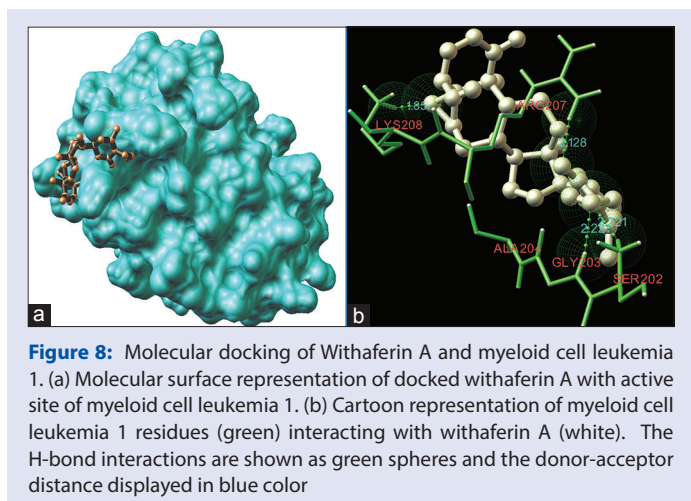 a
b
LYS208
ARG207
ALA204
GLY203
SER202
Figure 8: Molecular docking of Withaferin A and myeloid cell leukemia
1. (a) Molecular surface representation of docked withaferin A with active
site of myeloid cell leukemia 1. (b) Cartoon representation of myeloid cell
leukemia 1 residues (green) interacting with withaferin A (white). The
H-bond interactions are shown as green spheres and the donor-acceptor
distance displayed in blue color